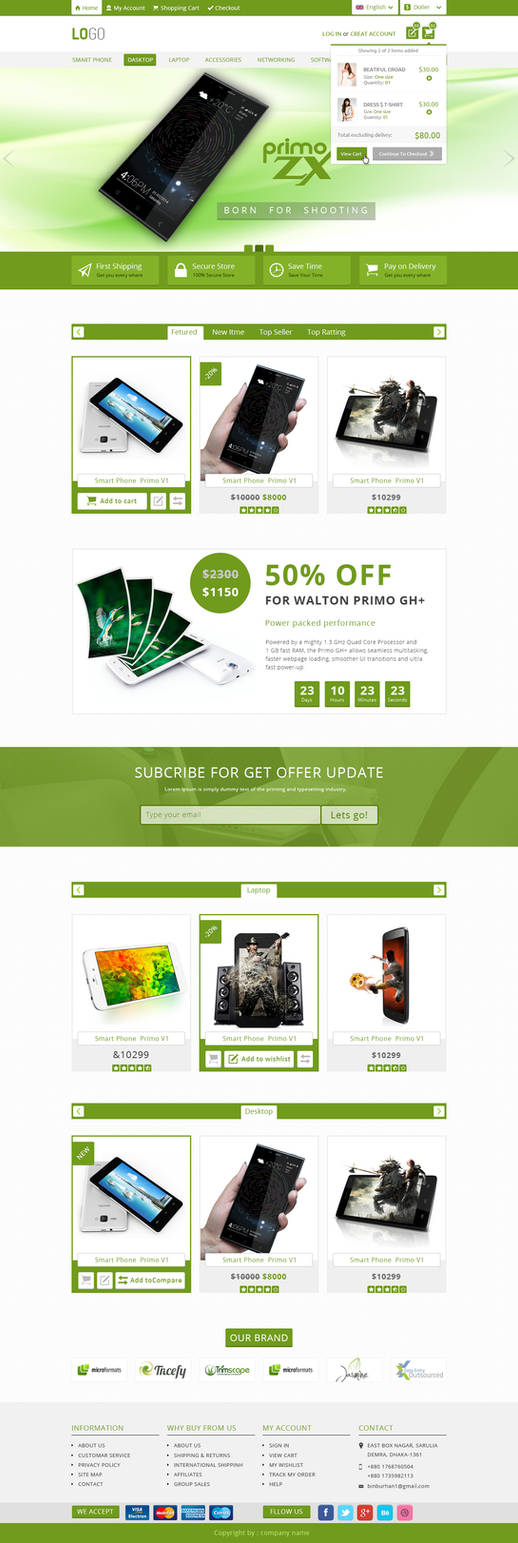 Home My Account Shopping Cart Checkout English $ Doller
LOGO
LOG IN or CREAT ACCOUNT
SMART PHONE DESKTOP LAPTOP ACCESSORIES NETWORKING SOFTW
Showing 2 of 2 items added
BEATIFUL CROAD $30.00
Size: One size
Quantity: 01
DRESS $ T-SHIRT $30.00
Size: One size
Quantity: 01
Total excluding delivey: $80.00
View Cart Continue To Checkout
primo
ZX
+20°C
4:06PM
BORN FOR SHOOTING
First Shipping
Get you every whare
Secure Store
100% Secure Store
Save Time
Save Your Time
Pay on Delivery
Get you every whare
Fetured New Itme Top Seller Top Ratting
-20%
Smart Phone Primo V1 Smart Phone Primo V1 Smart Phone Primo V1
Add to cart $10000 $8000 $10299
$2300
$1150
50% OFF
FOR WALTON PRIMO GH+
Power packed performance
Powered by a mighty 1.3 Ghz Quad Core Processor and
1 GB fast RAM, the Primo GH+ allows seamless multitasking,
faster webpage loading, smoother UI transitions and ultra
fast power-up
23 10 23 23
Days Hours Minutes Seconds
SUBCRIBE FOR GET OFFER UPDATE
Lorem Ipsum is simply dummy text of the printing and typesetting industry.
Type your email Lets go!
Laptop
-20%
Smart Phone Primo V1 Smart Phone Primo V1 Smart Phone Primo V1
&10299 Add to wishlist $10299
Desktop
NEW
Smart Phone Primo V1 Smart Phone Primo V1 Smart Phone Primo V1
Add toCompare $10000 $8000 $10299
OUR BRAND
microformats Tricefy Trimscape microformats Jasmine Data Entry Outsourced
INFORMATION
ABOUT US
CUSTOMAR SERVICE
PRIVACY POLICY
SITE MAP
CONTACT
WHY BUY FROM US
ABOUT US
SHIPPING & RETURNS
INTERNATIONAL SHIPPINH
AFFILIATES
GROUP SALES
MY ACCOUNT
SIGN IN
VIEW CART
MY WISHLIST
TRACK MY ORDER
HELP
CONTACT
EAST BOX NAGAR, SARULIA
DEMRA, DHAKA-1361
+880 1768760504
+880 1735982113
binburhan1@gmail.com
WE ACCEPT VISA Electron MasterCard Cirrus FLLOW US
Copyright by : company name